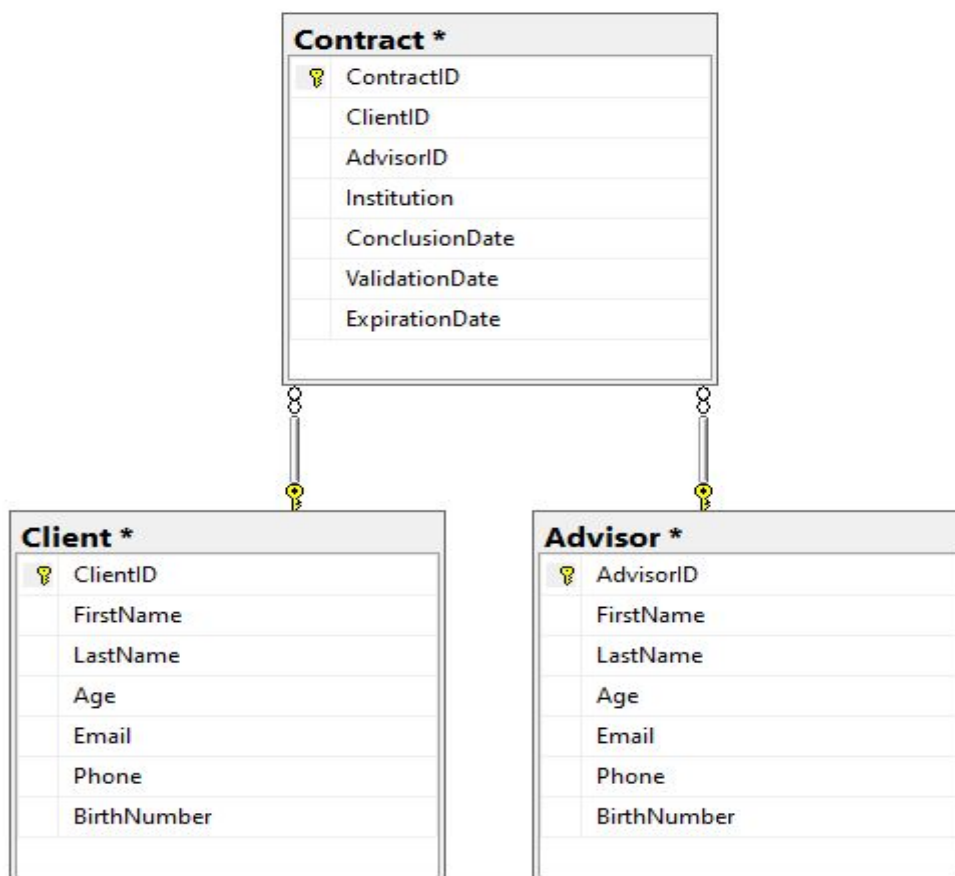 Contract *
ContractID
ClientID
AdvisorID
Institution
ConclusionDate
ValidationDate
ExpirationDate
Client *
ClientID
FirstName
LastName
Age
Email
Phone
BirthNumber
Advisor *
AdvisorID
FirstName
LastName
Age
Email
Phone
BirthNumber